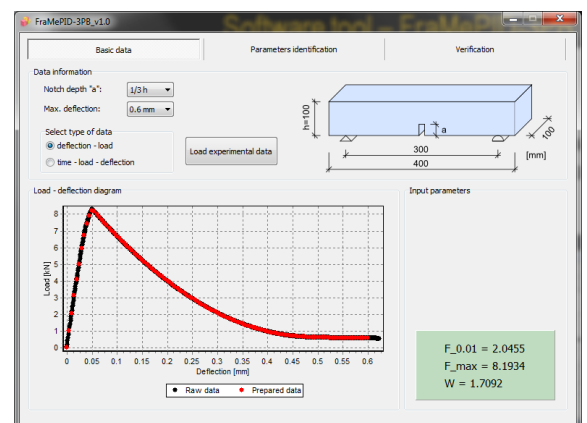 FraMePID-3PB_v1.0
Software tool - FraMePID
Basic data
Parameters identification
Verification
Data information
Notch depth "a":
1/3 h
Max. deflection:
0.6 mm
Select type of data
deflection - load
time - load - deflection
Load experimental data
h=100
a
300
400
100
[mm]
Load - deflection diagram
Input parameters
Load [kN]
8
7
6
5
4
3
2
1
0
0 0.05 0.1 0.15 0.2 0.25 0.3 0.35 0.4 0.45 0.5 0.55 0.6
Deflection [mm]
Raw data Prepared data
F_0.01 = 2.0455
F_max = 8.1934
W = 1.7092